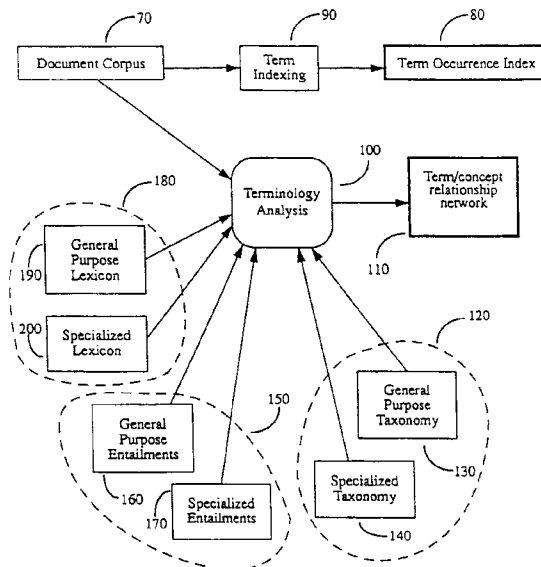 70
90
80
Document Corpus
Term
Indexing
Term Occurrence Index
100
180
Terminology
Analysis
Term/concept
relationship
network
110
190
General
Purpose
Lexicon
200
Specialized
Lexicon
120
150
General
Purpose
Entailments
160
170
Specialized
Entailments
General
Purpose
Taxonomy
130
Specialized
Taxonomy
140